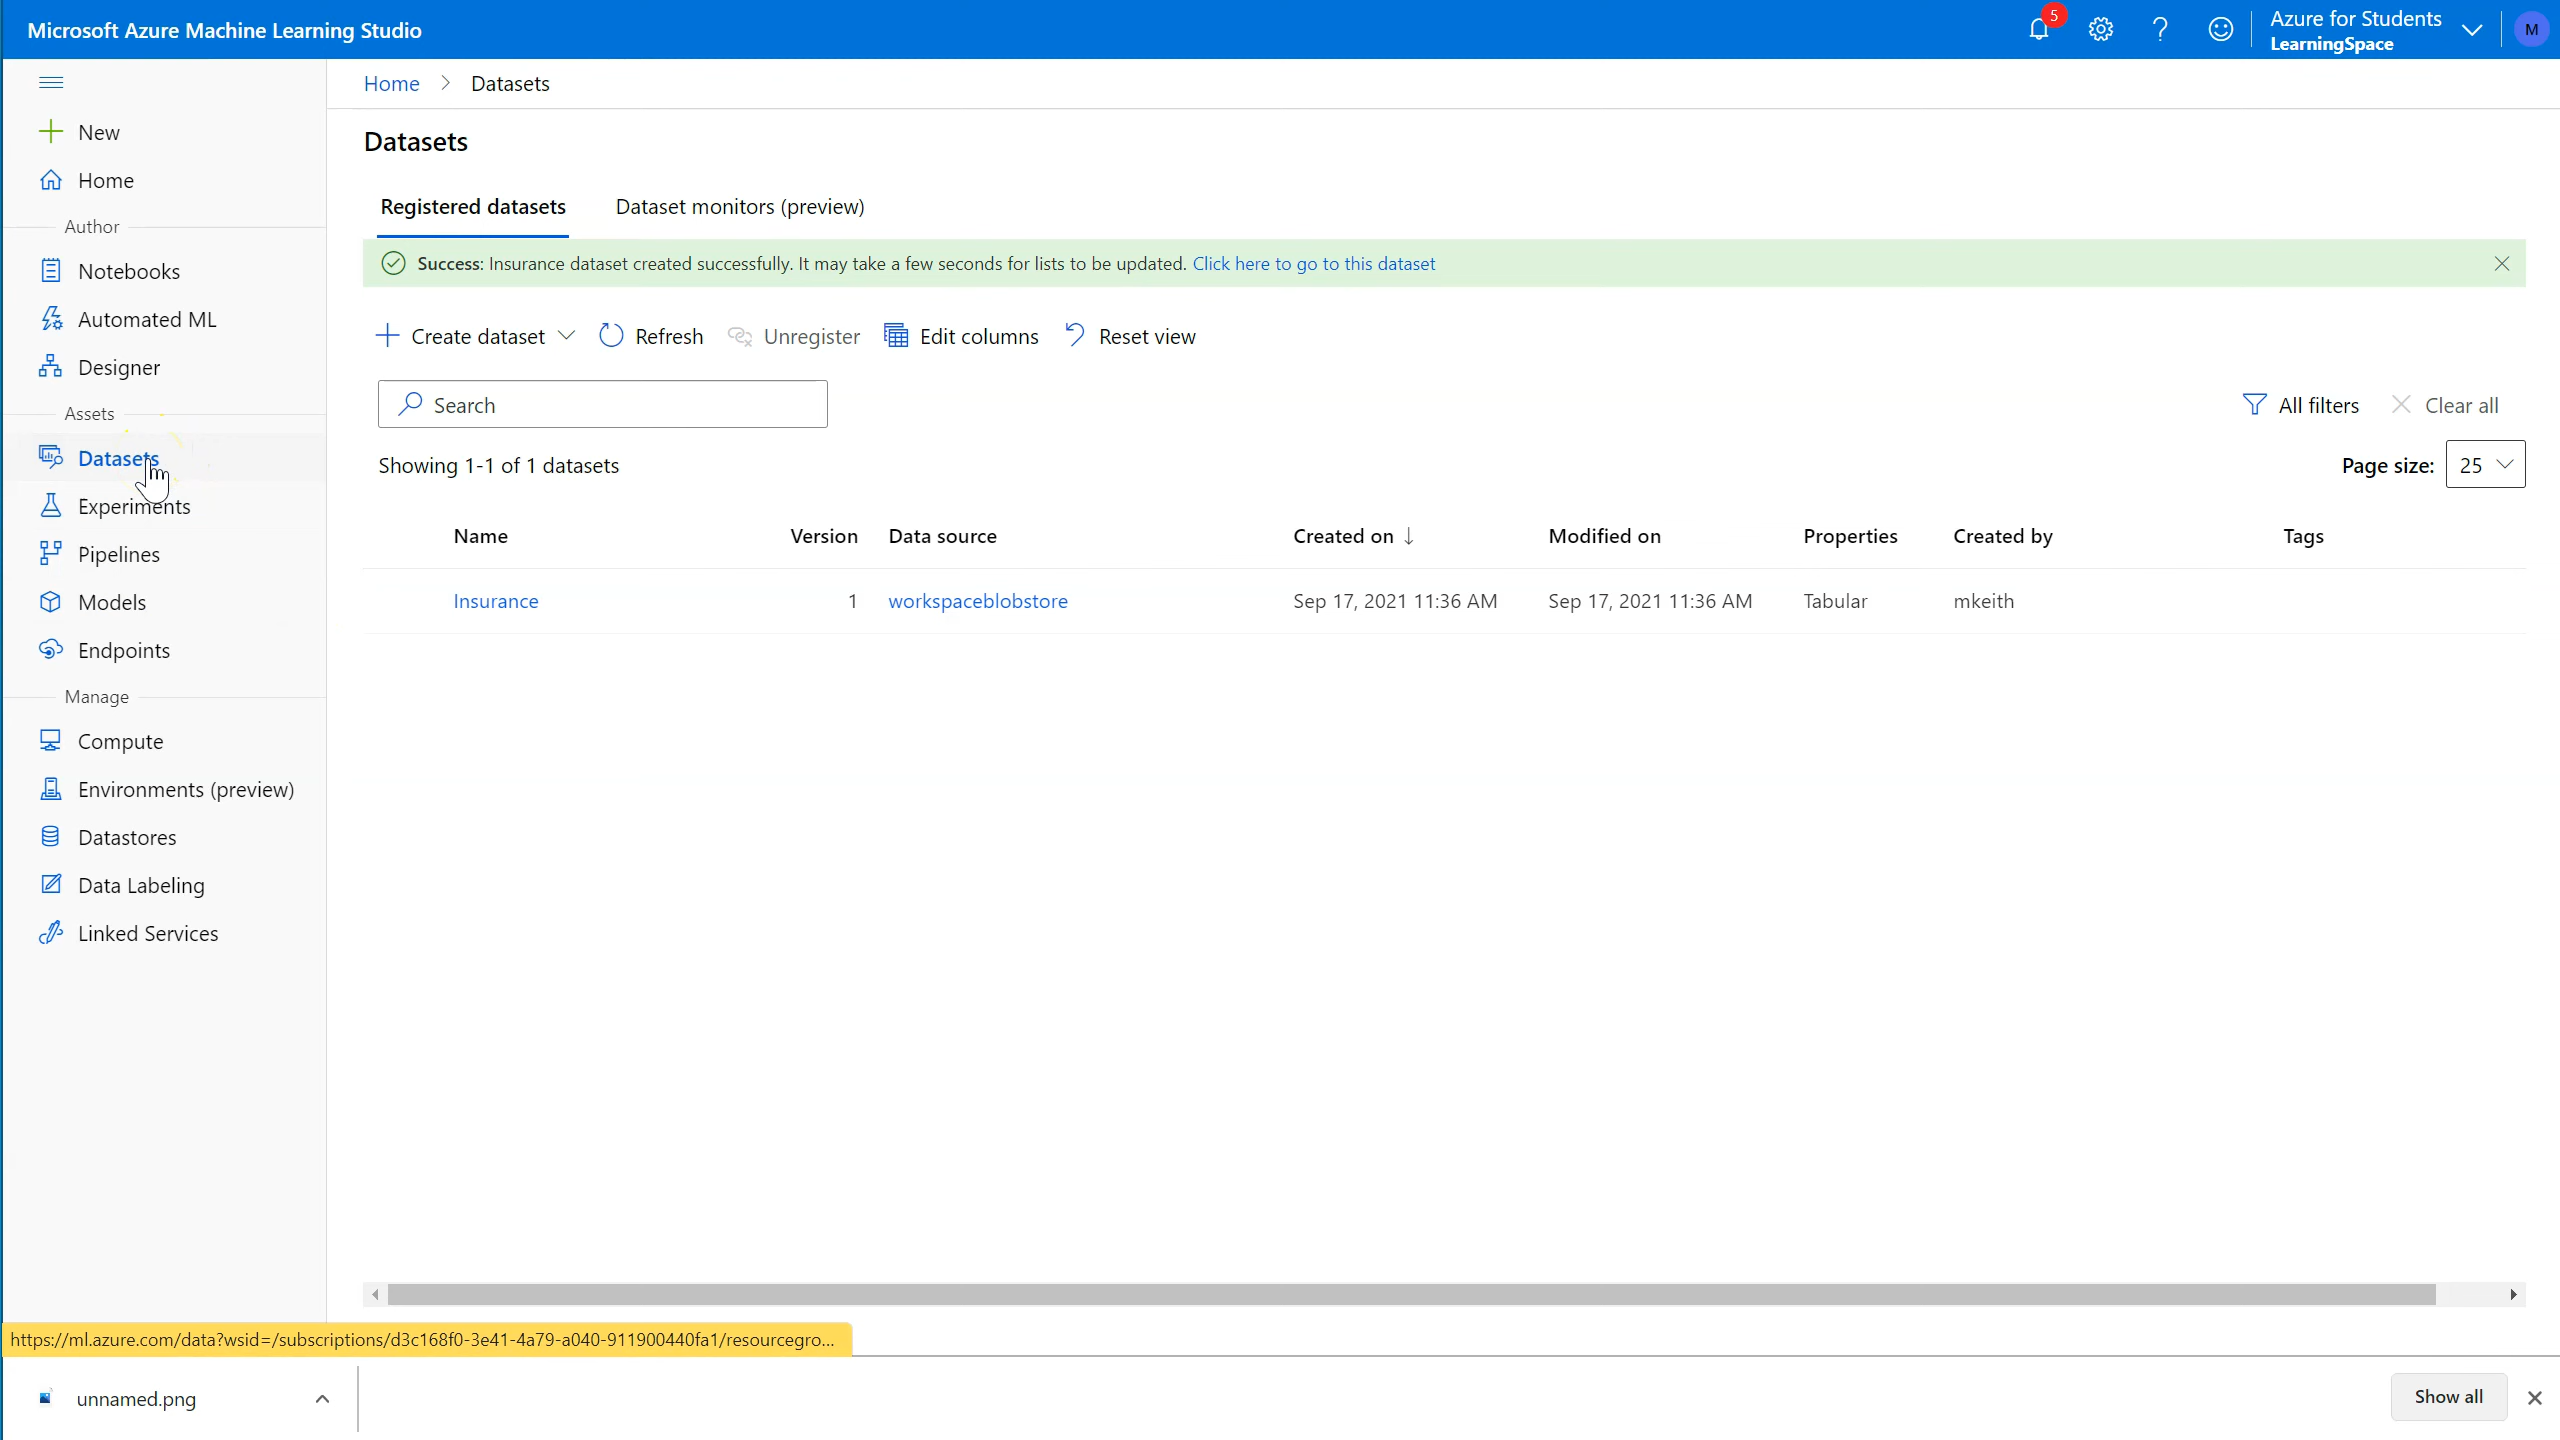 Microsoft Azure Machine Learning Studio
5
Azure for Students
LearningSpace
M
Home > Datasets
New
Home
Author
Notebooks
Automated ML
Designer
Assets
Datasets
Experiments
Pipelines
Models
Endpoints
Manage
Compute
Environments (preview)
Datastores
Data Labeling
Linked Services
Datasets
Registered datasets Dataset monitors (preview)
Success: Insurance dataset created successfully. It may take a few seconds for lists to be updated. Click here to go to this dataset
Create dataset Refresh Unregister Edit columns Reset view
Search
All filters Clear all
Showing 1-1 of 1 datasets
Page size: 25
Name Version Data source Created on ↓ Modified on Properties Created by Tags
Insurance 1 workspaceblobstore Sep 17, 2021 11:36 AM Sep 17, 2021 11:36 AM Tabular mkeith
https://ml.azure.com/data?wsid=/subscriptions/d3c168f0-3e41-4a79-a040-911900440fa1/resourcegro...
unnamed.png
Show all